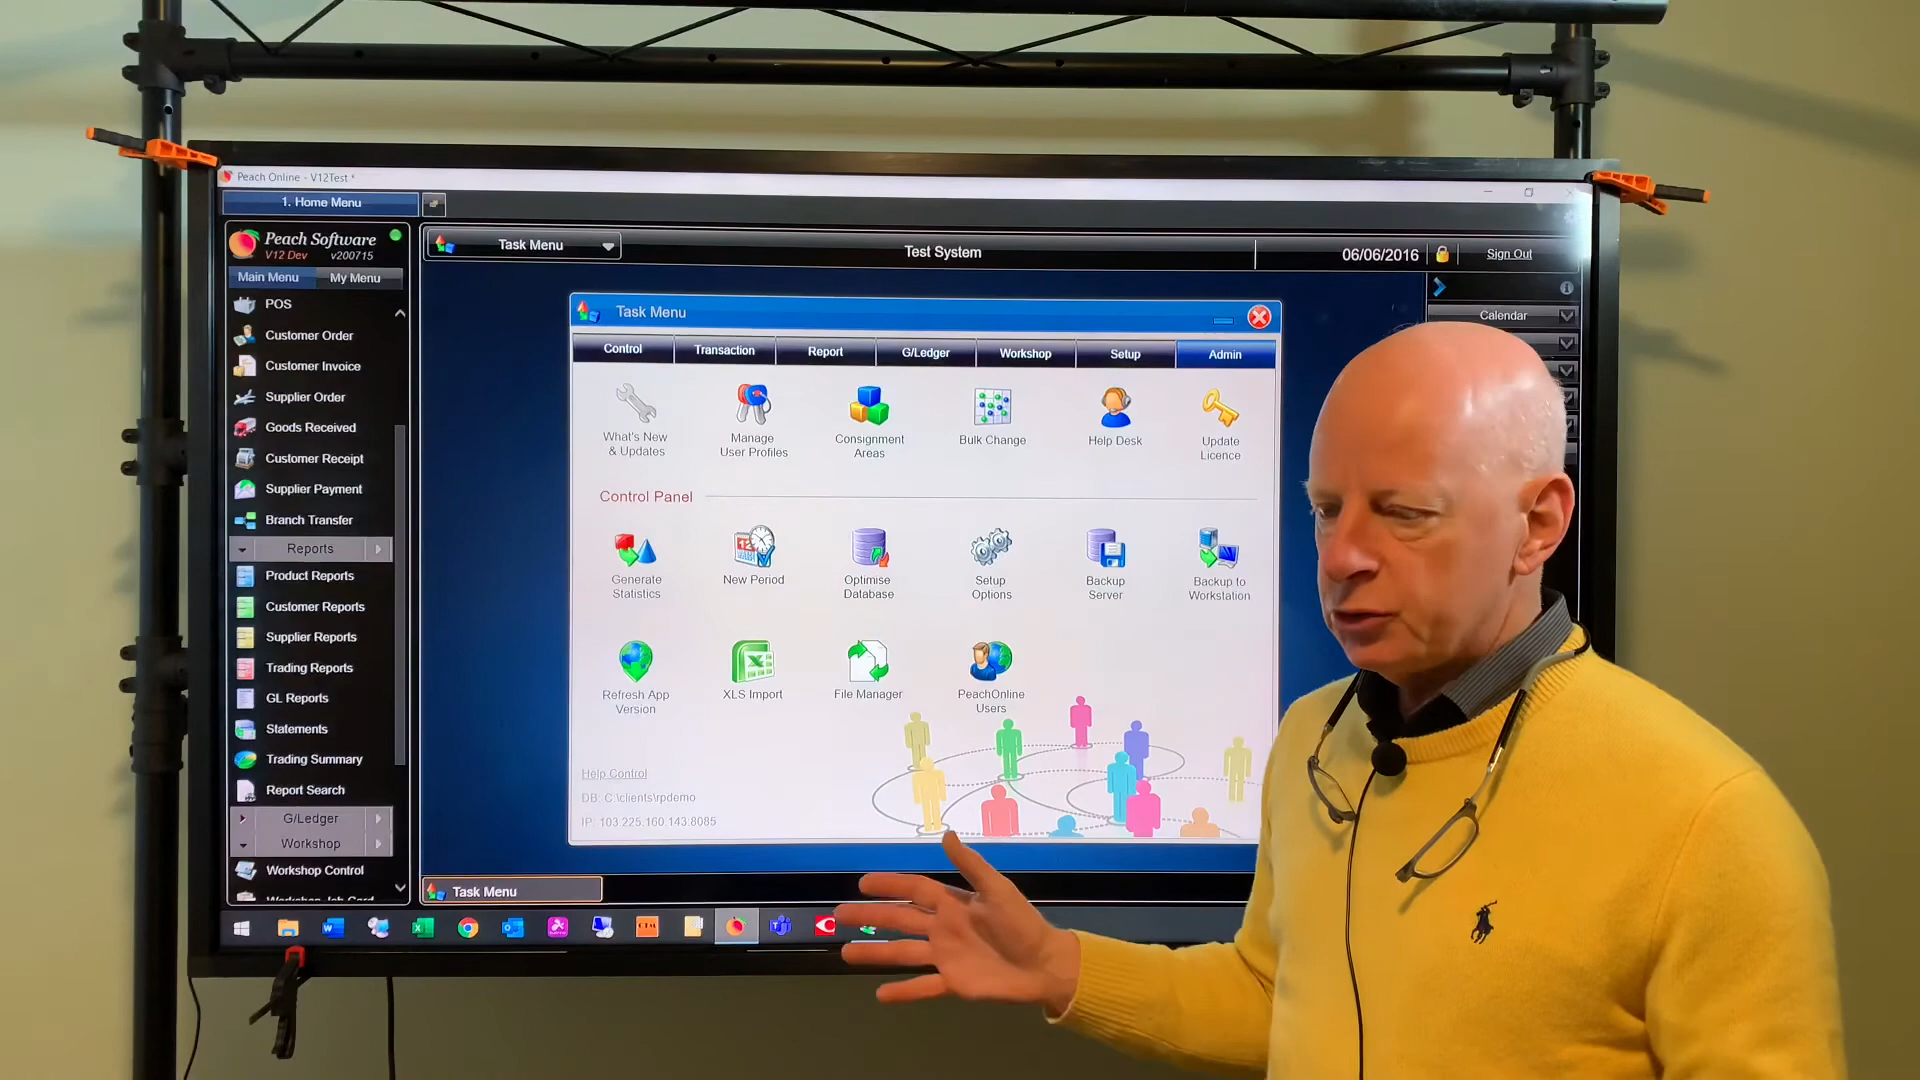 Peach Online - V12Test *
1. Home Menu
Peach Software
V12 Dev v200715
Main Menu My Menu
POS
Customer Order
Customer Invoice
Supplier Order
Goods Received
Customer Receipt
Supplier Payment
Branch Transfer
Reports
Product Reports
Customer Reports
Supplier Reports
Trading Reports
GL Reports
Statements
Trading Summary
Report Search
G/Ledger
Workshop
Workshop Control
Workshop Job Card
Task Menu
Test System
06/06/2016
Sign Out
Calendar
Task Menu
Control Transaction Report G/Ledger Workshop Setup Admin
What's New
& Updates
Manage
User Profiles
Consignment
Areas
Bulk Change
Help Desk
Update
Licence
Control Panel
Generate
Statistics
New Period
Optimise
Database
Setup
Options
Backup
Server
Backup to
Workstation
Refresh App
Version
XLS Import
File Manager
PeachOnline
Users
Help Control
DB: C:\clients\rpdemo
IP: 103.225.160.143:8085
Task Menu